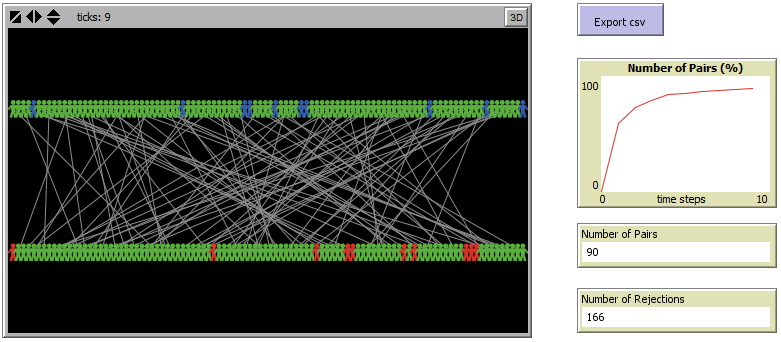 ticks: 9
3D
Export csv
Number of Pairs (%)
100
0
0
time steps
10
Number of Pairs
90
Number of Rejections
166